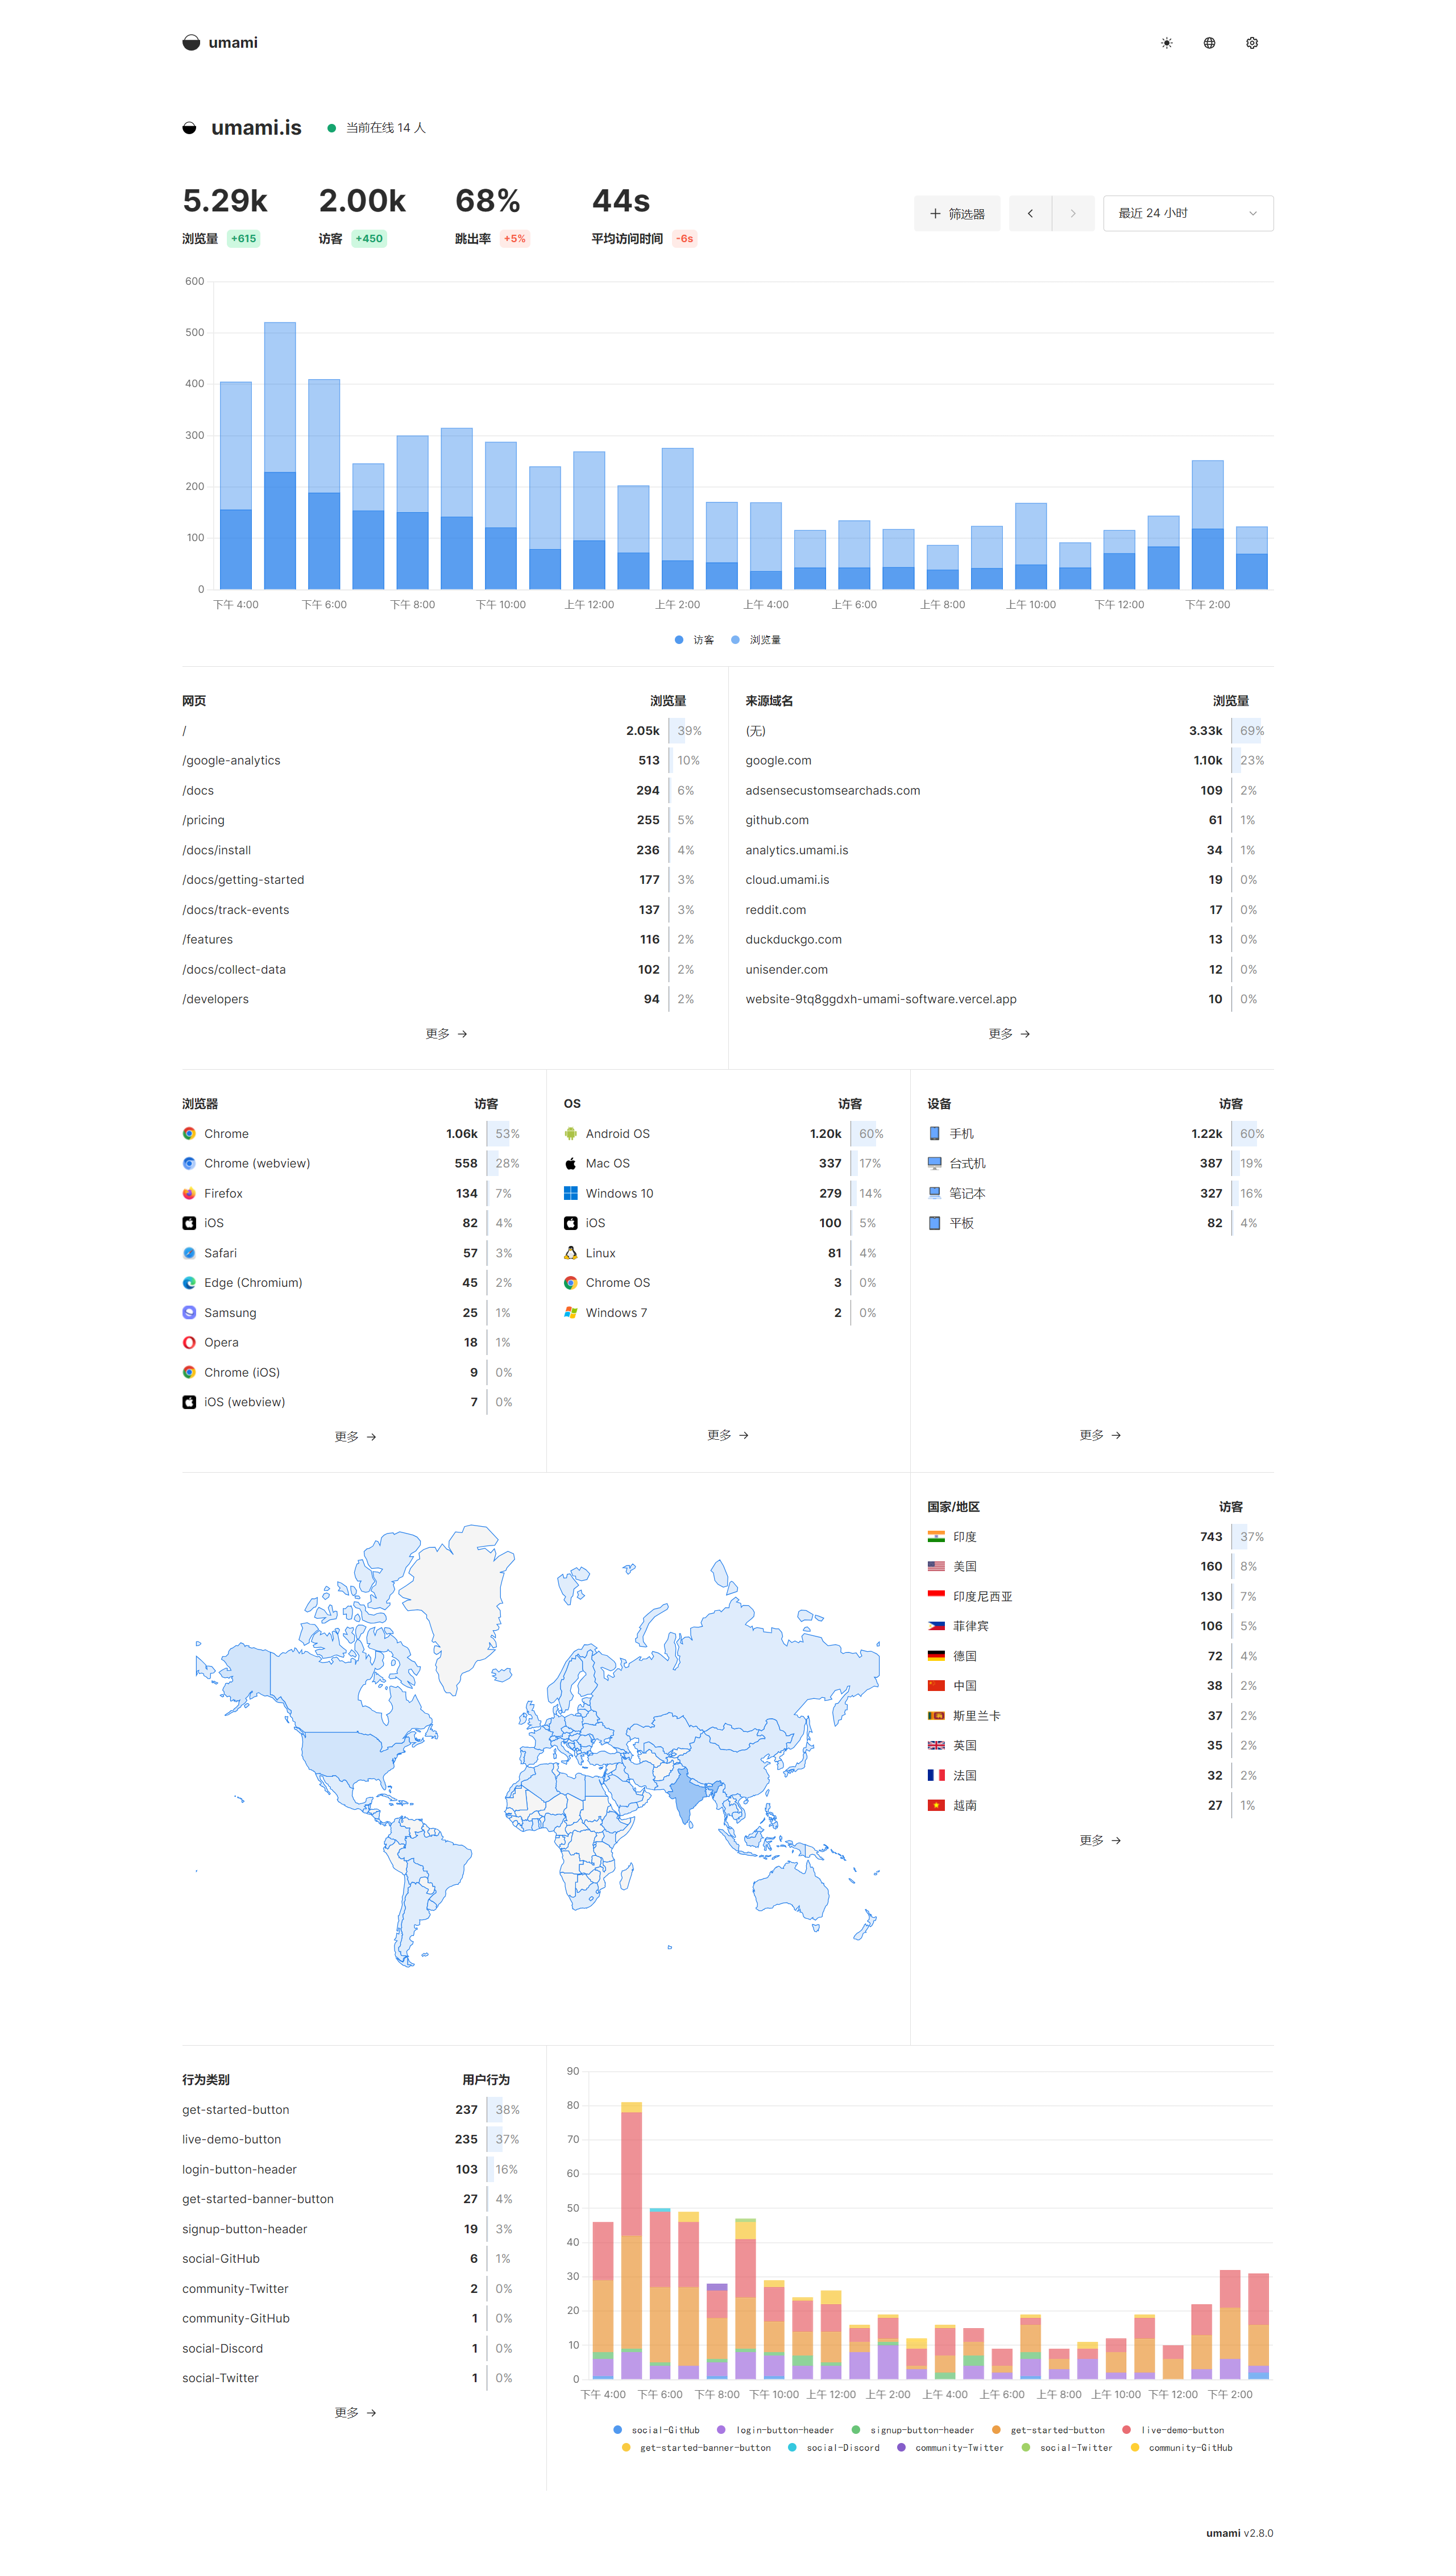 umami
umami.is 当前在线 14 人
5.29k 2.00k 68% 44s
浏览量 +615 访客 +450 跳出率 +5% 平均访问时间 -6s
筛选器 最近 24 小时
600
500
400
300
200
100
0
下午 4:00 下午 6:00 下午 8:00 下午 10:00 上午 12:00 上午 2:00 上午 4:00 上午 6:00 上午 8:00 上午 10:00 下午 12:00 下午 2:00
访客 浏览量
网页 浏览量
/ 2.05k 39%
/google-analytics 513 10%
/docs 294 6%
/pricing 255 5%
/docs/install 236 4%
/docs/getting-started 177 3%
/docs/track-events 137 3%
/features 116 2%
/docs/collect-data 102 2%
/developers 94 2%
更多 →
来源域名 浏览量
(无) 3.33k 69%
google.com 1.10k 23%
adsensecustomsearchads.com 109 2%
github.com 61 1%
analytics.umami.is 34 1%
cloud.umami.is 19 0%
reddit.com 17 0%
duckduckgo.com 13 0%
unisender.com 12 0%
website-9tq8ggdxh-umami-software.vercel.app 10 0%
更多 →
浏览器 访客
Chrome 1.06k 53%
Chrome (webview) 558 28%
Firefox 134 7%
iOS 82 4%
Safari 57 3%
Edge (Chromium) 45 2%
Samsung 25 1%
Opera 18 1%
Chrome (iOS) 9 0%
iOS (webview) 7 0%
更多 →
OS 访客
Android OS 1.20k 60%
Mac OS 337 17%
Windows 10 279 14%
iOS 100 5%
Linux 81 4%
Chrome OS 3 0%
Windows 7 2 0%
更多 →
设备 访客
手机 1.22k 60%
台式机 387 19%
笔记本 327 16%
平板 82 4%
更多 →
国家/地区 访客
印度 743 37%
美国 160 8%
印度尼西亚 130 7%
菲律宾 106 5%
德国 72 4%
中国 38 2%
斯里兰卡 37 2%
英国 35 2%
法国 32 2%
越南 27 1%
更多 →
行为类别 用户行为
get-started-button 237 38%
live-demo-button 235 37%
login-button-header 103 16%
get-started-banner-button 27 4%
signup-button-header 19 3%
social-GitHub 6 1%
community-Twitter 2 0%
community-GitHub 1 0%
social-Discord 1 0%
social-Twitter 1 0%
更多 →
90
80
70
60
50
40
30
20
10
0
下午 4:00 下午 6:00 下午 8:00 下午 10:00 上午 12:00 上午 2:00 上午 4:00 上午 6:00 上午 8:00 上午 10:00 下午 12:00 下午 2:00
social-GitHub login-button-header signup-button-header get-started-button live-demo-button
get-started-banner-button social-Discord community-Twitter social-Twitter community-GitHub
umami v2.8.0